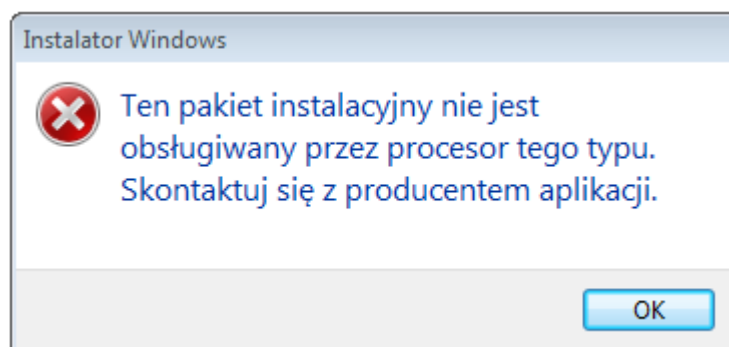 Instalator Windows
Ten pakiet instalacyjny nie jest
obsługiwany przez procesor tego typu.
Skontaktuj się z producentem aplikacji.
OK